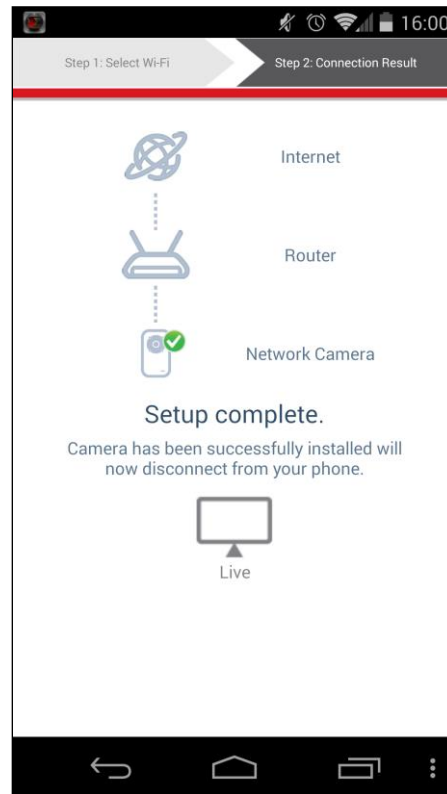 16:00
Step 1: Select Wi-Fi
Step 2: Connection Result
Internet
Router
Network Camera
Setup complete.
Camera has been successfully installed will
now disconnect from your phone.
Live